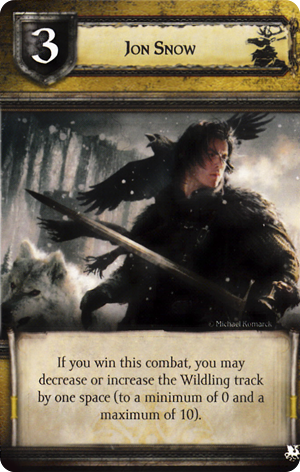 3
Jon Snow
© Michael Komarck
If you win this combat, you may
decrease or increase the Wildling track
by one space (to a minimum of 0 and a
maximum of 10).